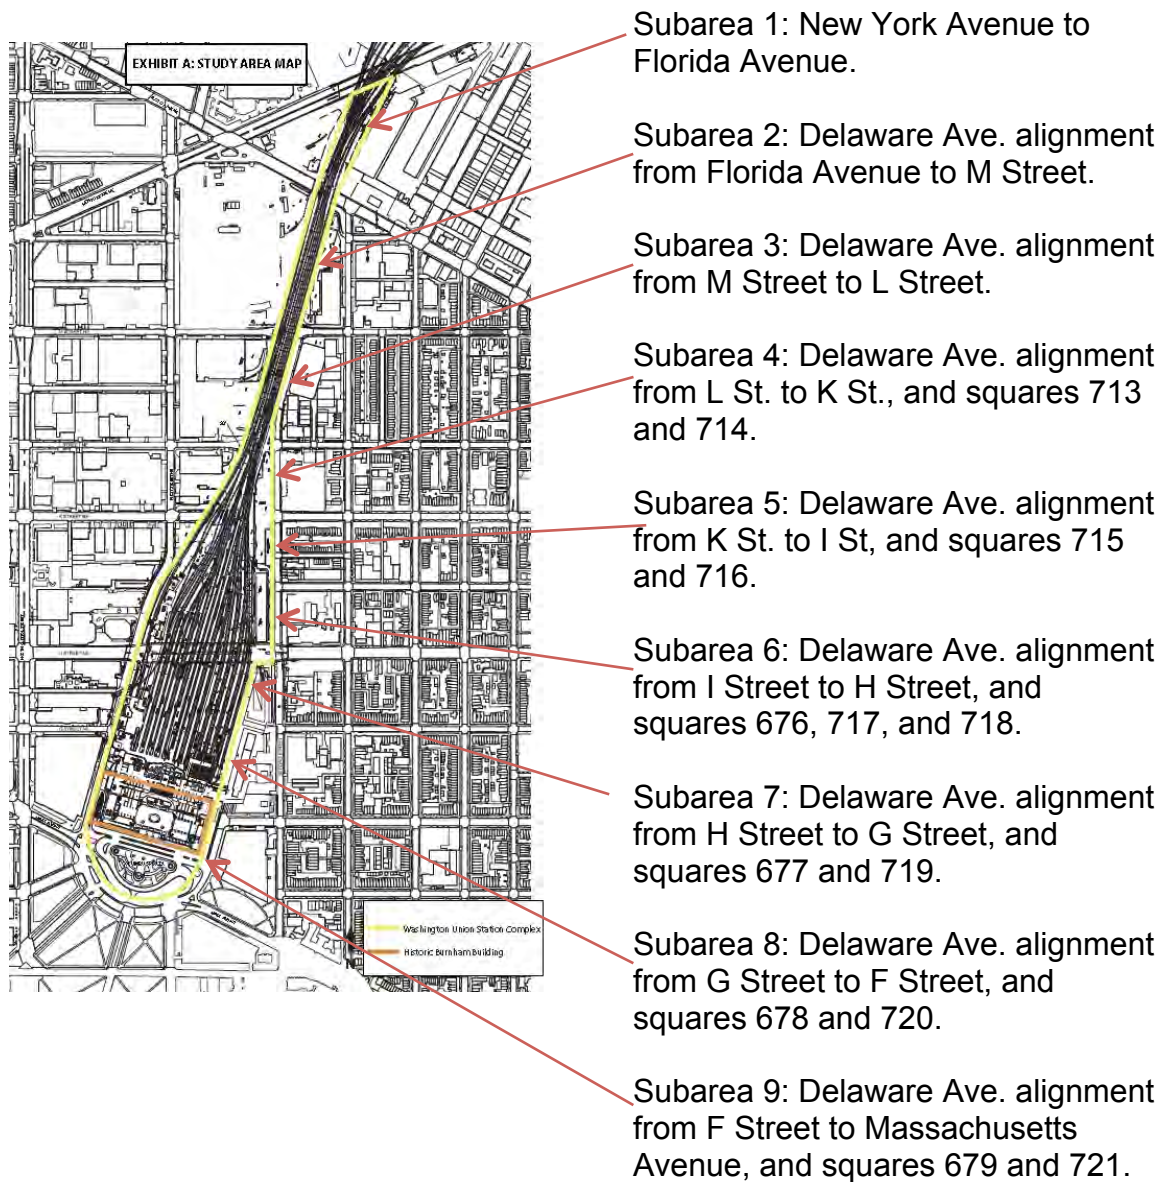 EXHIBIT A: STUDY AREA MAP
Subarea 1: New York Avenue to
Florida Avenue.
Subarea 2: Delaware Ave. alignment
from Florida Avenue to M Street.
Subarea 3: Delaware Ave. alignment
from M Street to L Street.
Subarea 4: Delaware Ave. alignment
from L St. to K St., and squares 713
and 714.
Subarea 5: Delaware Ave. alignment
from K St. to I St, and squares 715
and 716.
Subarea 6: Delaware Ave. alignment
from I Street to H Street, and
squares 676, 717, and 718.
Subarea 7: Delaware Ave. alignment
from H Street to G Street, and
squares 677 and 719.
Subarea 8: Delaware Ave. alignment
from G Street to F Street, and
squares 678 and 720.
Subarea 9: Delaware Ave. alignment
from F Street to Massachusetts
Avenue, and squares 679 and 721.
Washington Union Station Complex
Historic Burnham Building